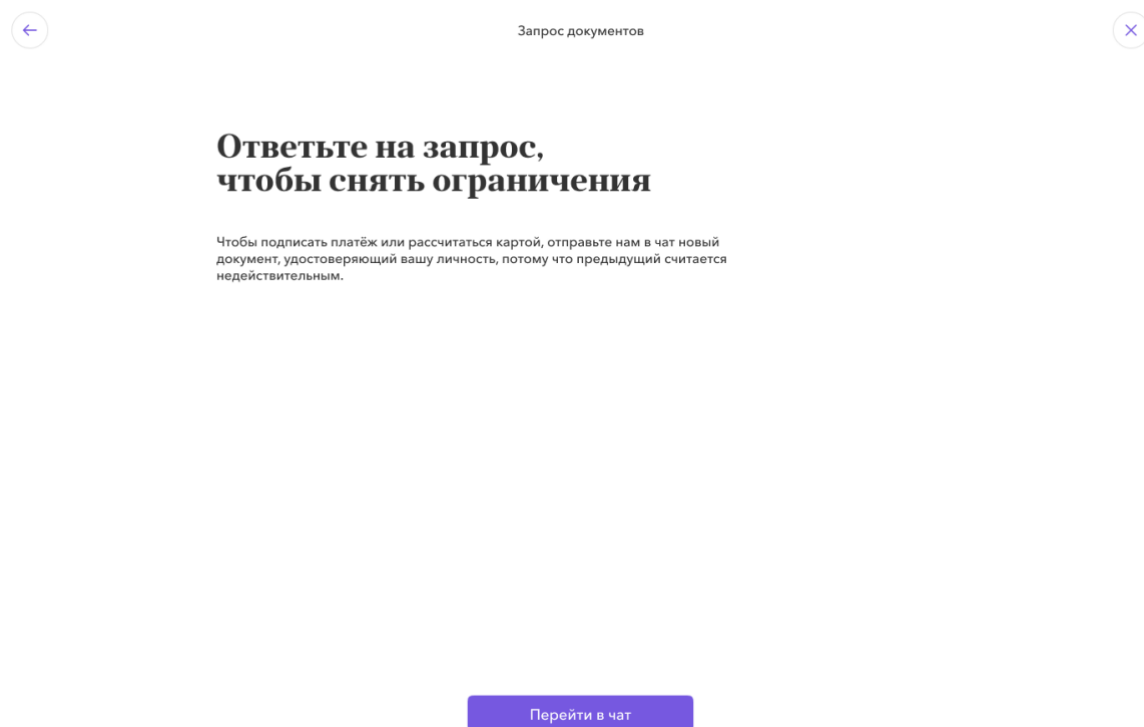 Запрос документов
Ответьте на запрос,
чтобы снять ограничения
Чтобы подписать платёж или рассчитаться картой, отправьте нам в чат новый
документ, удостоверяющий вашу личность, потому что предыдущий считается
недействительным.
Перейти в чат